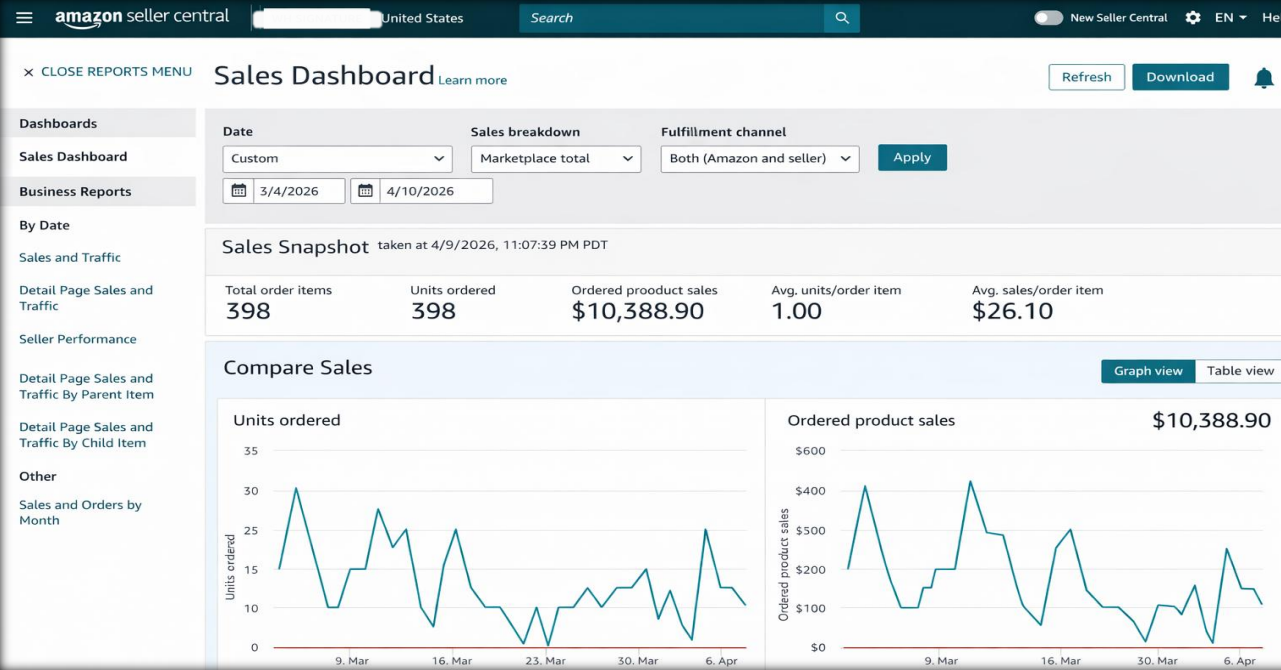 amazon seller central
United States
Search
New Seller Central
EN
He
× CLOSE REPORTS MENU
Sales Dashboard Learn more
Refresh
Download
Dashboards
Sales Dashboard
Business Reports
By Date
Sales and Traffic
Detail Page Sales and
Traffic
Seller Performance
Detail Page Sales and
Traffic By Parent Item
Detail Page Sales and
Traffic By Child Item
Other
Sales and Orders by
Month
Date
Sales breakdown
Fulfillment channel
Custom
Marketplace total
Both (Amazon and seller)
Apply
3/4/2026
4/10/2026
Sales Snapshot taken at 4/9/2026, 11:07:39 PM PDT
Total order items
Units ordered
Ordered prooduct sales
Avg. units/order item
Avg. sales/order item
398
398
$10,388.90
1.00
$26.10
Compare Sales
Graph view
Table view
Units ordered
35
30
25
15
10
0
Units ordered
9. Mar
16. Mar
23. Mar
30. Mar
6. Apr
Ordered product sales
$10,388.90
$600
$400
$500
$200
$100
$0
Ordered product sales
9. Mar
16. Mar
30. Mar
6. Apr